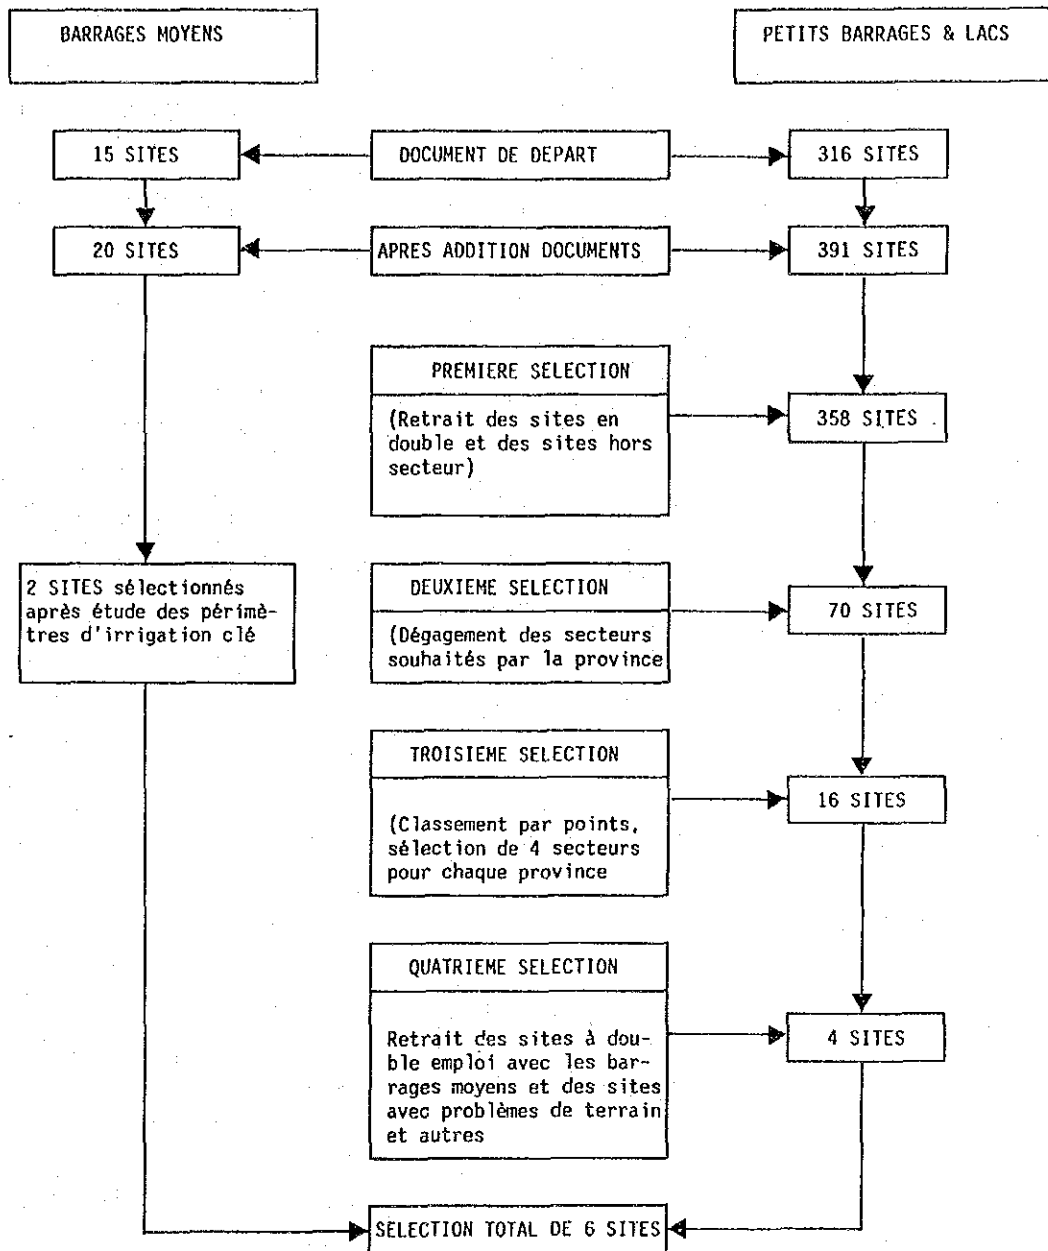 BARRAGES MOYENS
PETITS BARRAGES & LACS
15 SITES
DOCUMENT DE DEPART
316 SITES
20 SITES
APRES ADDITION DOCUMENTS
391 SITES
PREMIERE SELECTION
(Retrait des sites en
double et des sites hors
secteur)
358 SITES
2 SITES sélectionnés
après étude des périmè-
tres d'irrigation clé
DEUXIEME SELECTION
(Dégagement des secteurs
souhaités par la province
70 SITES
TROISIEME SELECTION
(Classement par points,
sélection de 4 secteurs
pour chaque province
16 SITES
QUATRIEME SELECTION
Retrait des sites à dou-
ble emploi avec les bar-
rages moyens et des sites
avec problèmes de terrain
et autres
4 SITES
SELECTION TOTAL DE 6 SITES